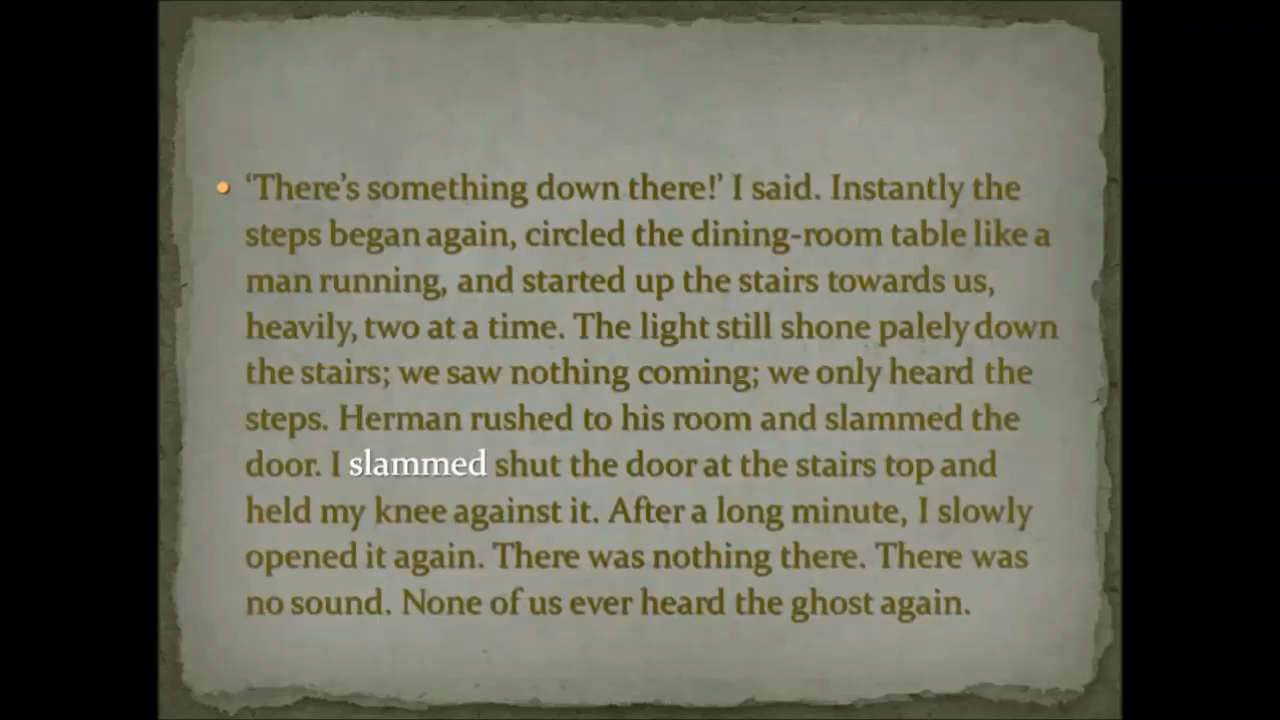 • ‘There’s something down there!’ I said. Instantly the
steps began again, circled the dining-room table like a
man running, and started up the stairs towards us,
heavily, two at a time. The light still shone palely down
the stairs; we saw nothing coming; we only heard the
steps. Herman rushed to his room and slammed the
door. I slammed shut the door at the stairs top and
held my knee against it. After a long minute, I slowly
opened it again. There was nothing there. There was
no sound. None of us ever heard the ghost again.